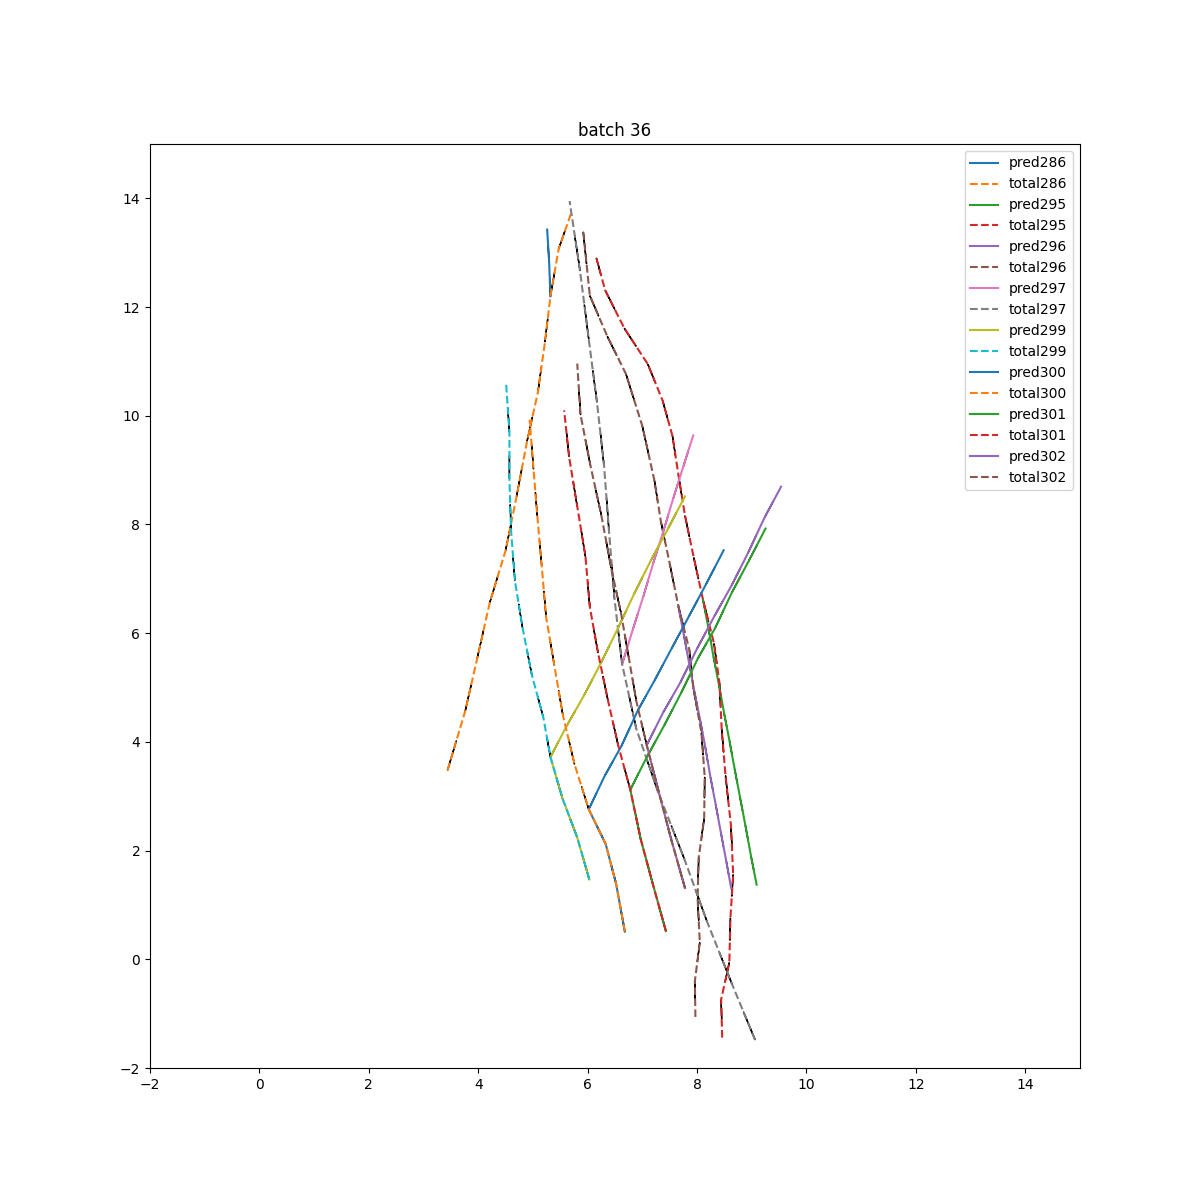 batch 36
pred286
total286
pred295
total295
pred296
total296
pred297
total297
pred299
total299
pred300
total300
pred301
total301
pred302
total302
14
12
10
8
6
4
2
0
−2
−2 0 2 4 6 8 10 12 14